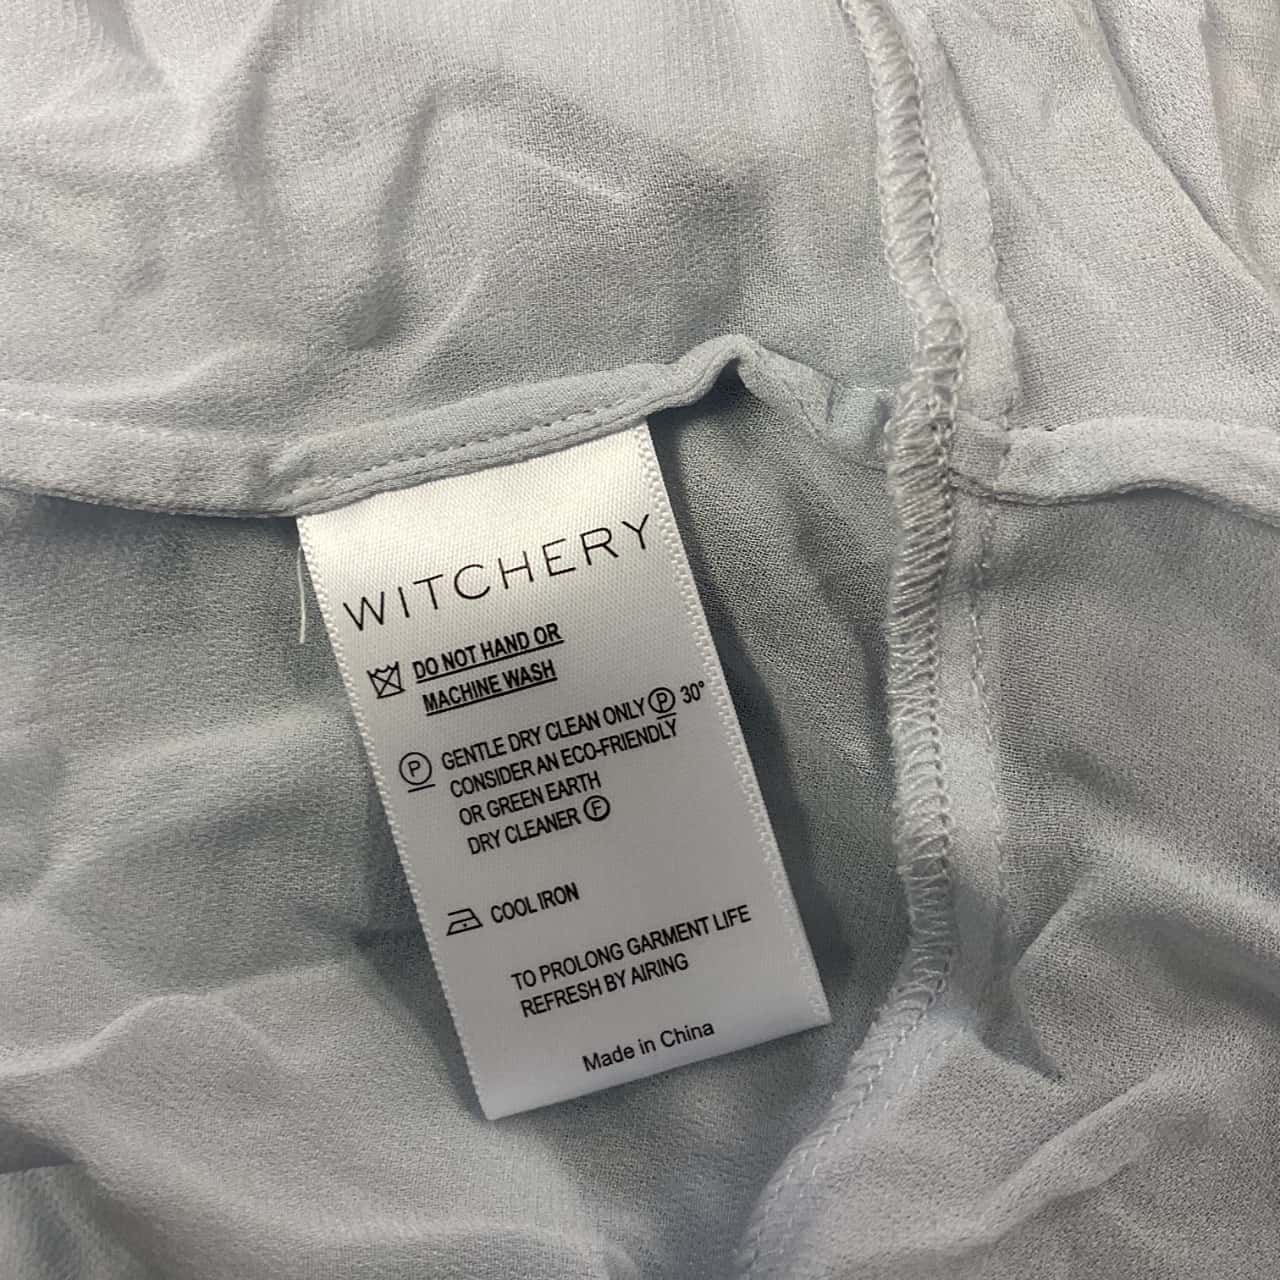 WITCHERY
DO NOT HAND OR
MACHINE WASH
P GENTLE DRY CLEAN ONLY P 30°
CONSIDER AN ECO-FRIENDLY
OR GREEN EARTH
DRY CLEANER F
COOL IRON
TO PROLONG GARMENT LIFE
REFRESH BY AIRING
Made in China